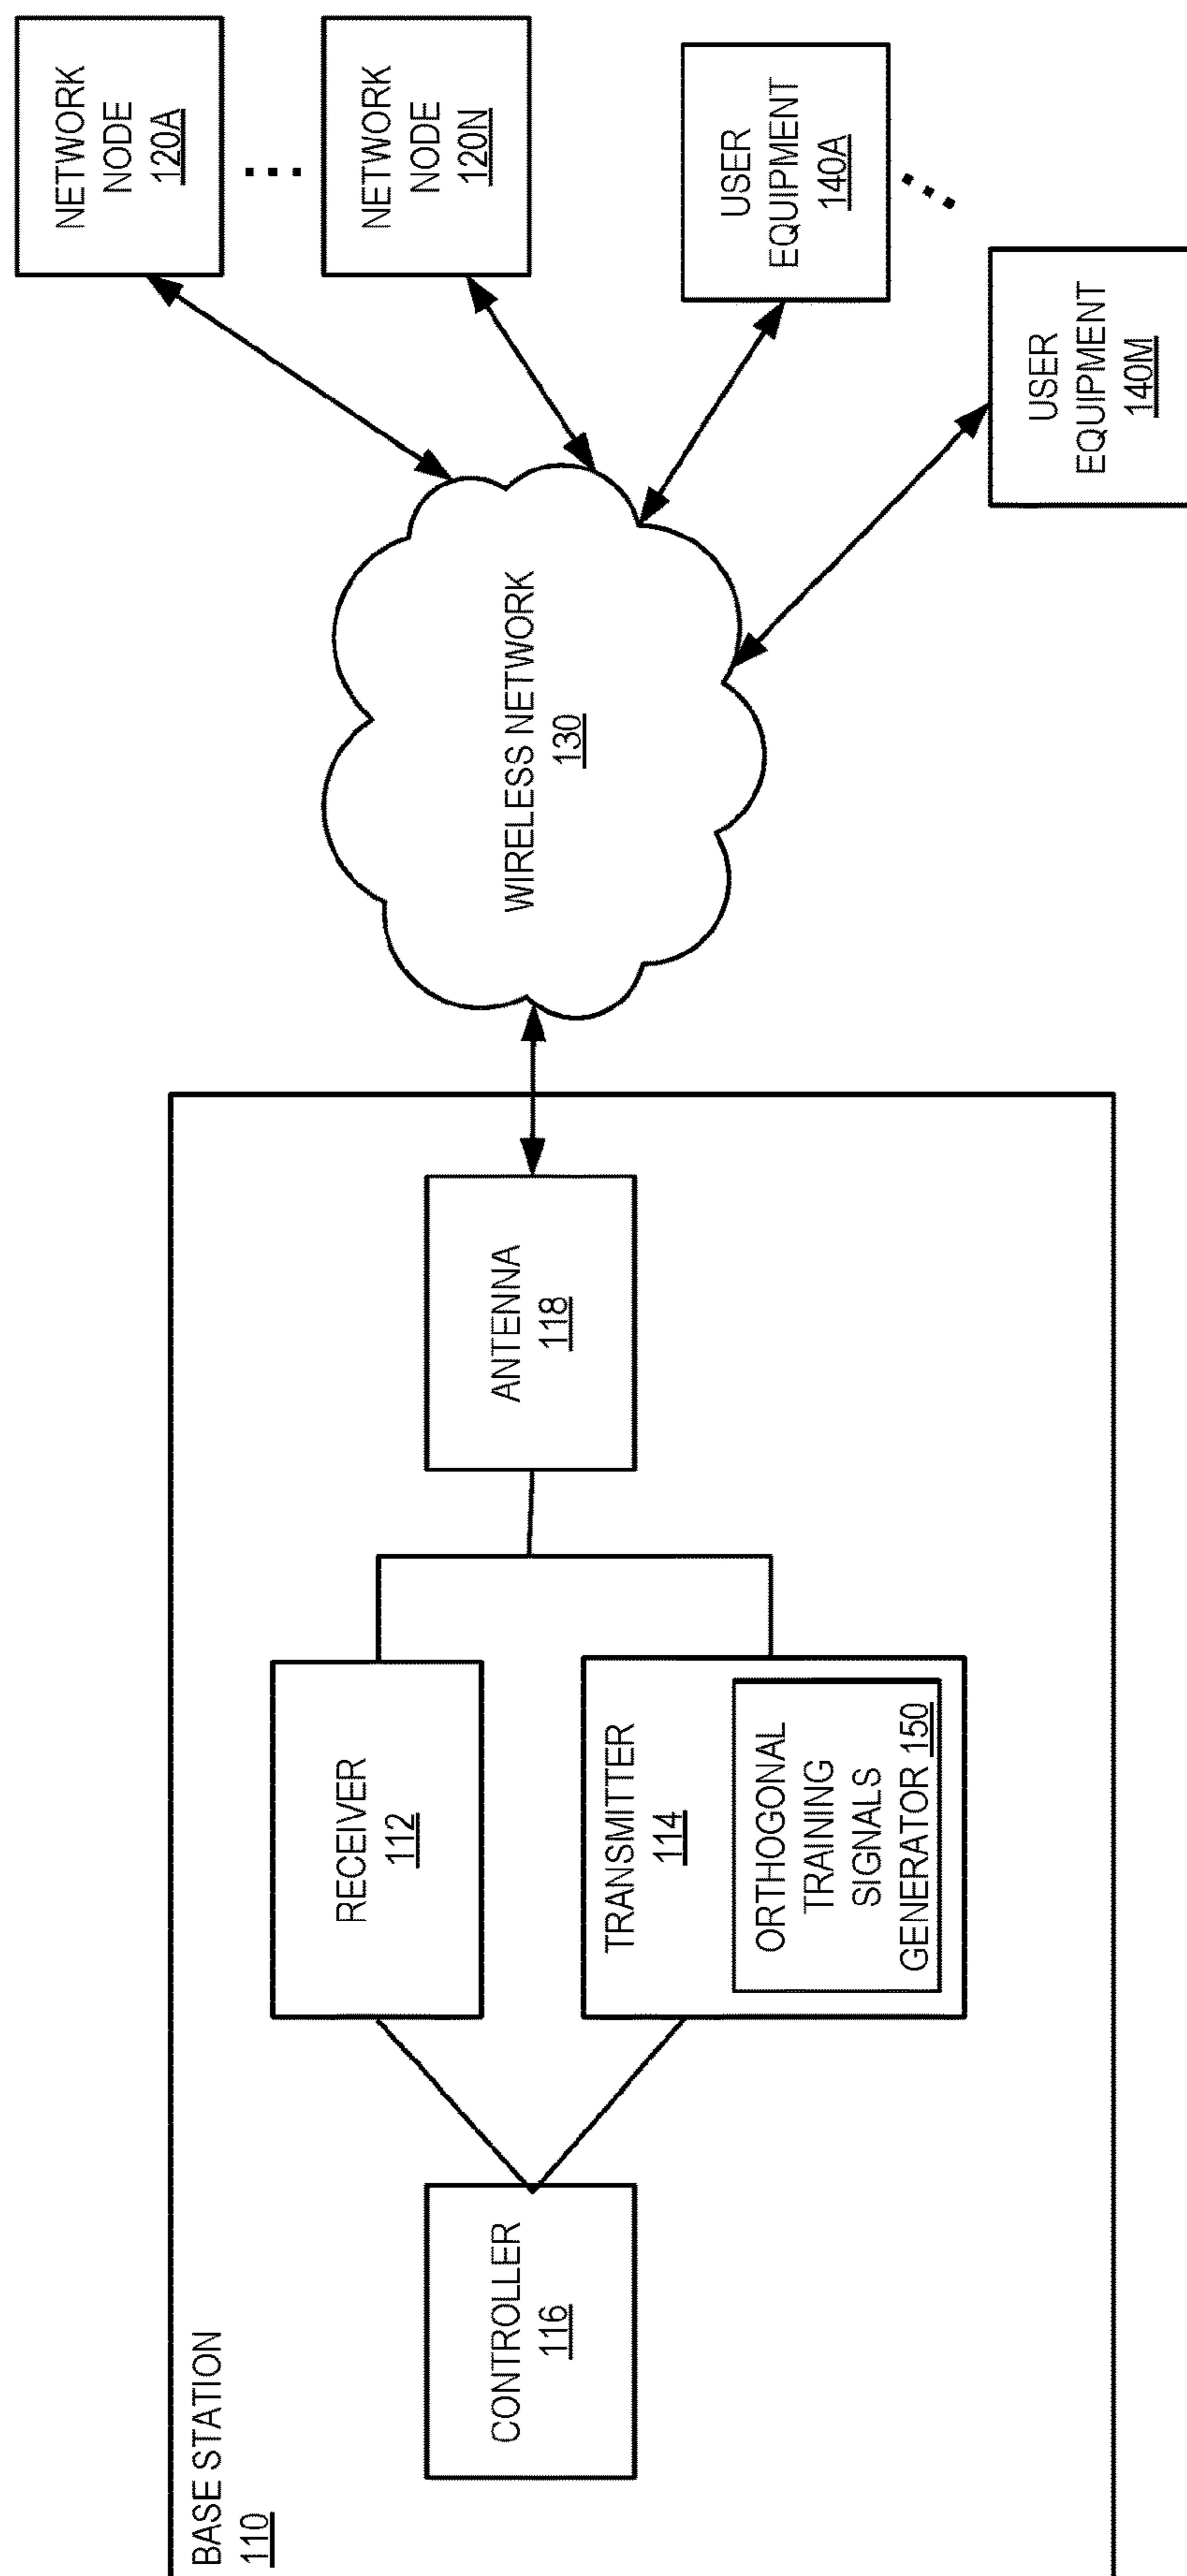 BASE STATION
110
CONTROLLER
116
RECEIVER
112
TRANSMITTER
114
ORTHOGONAL
TRAINING
SIGNALS
GENERATOR 150
ANTENNA
118
WIRELESS NETWORK
130
NETWORK
NODE
120A
NETWORK
NODE
120N
USER
EQUIPMENT
140A
USER
EQUIPMENT
140M